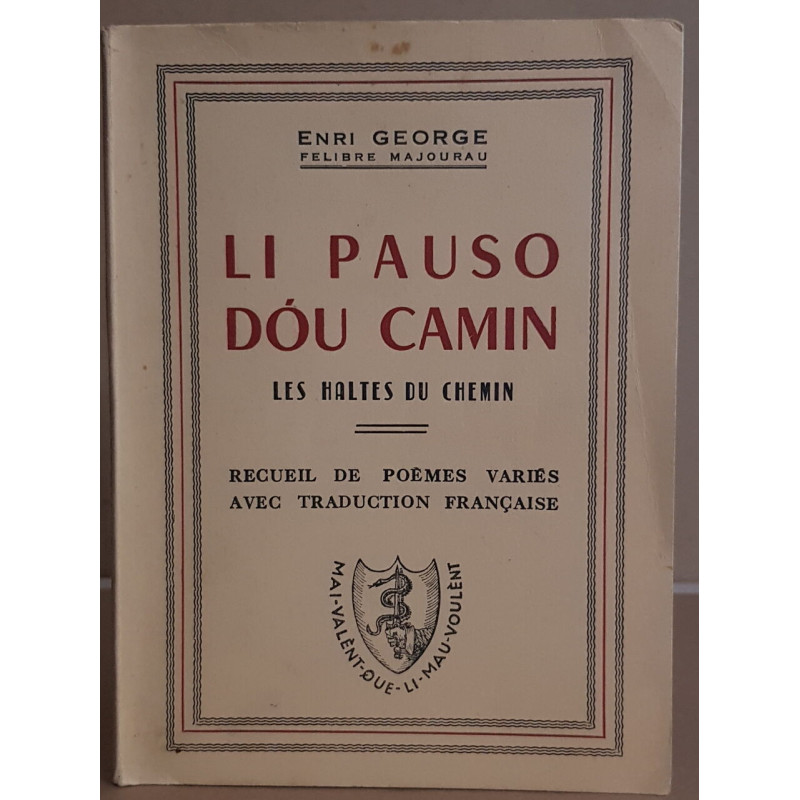 ENRI GEORGE
FELIBRE MAJOURAU
LI PAUSO
DÓU CAMIN
LES HALTES DU CHEMIN
RECUEIL DE POÈMES VARIÉS
AVEC TRADUCTION FRANÇAISE
MAI-VALÈNT-QUE-LI-MAU-VOULÈNT